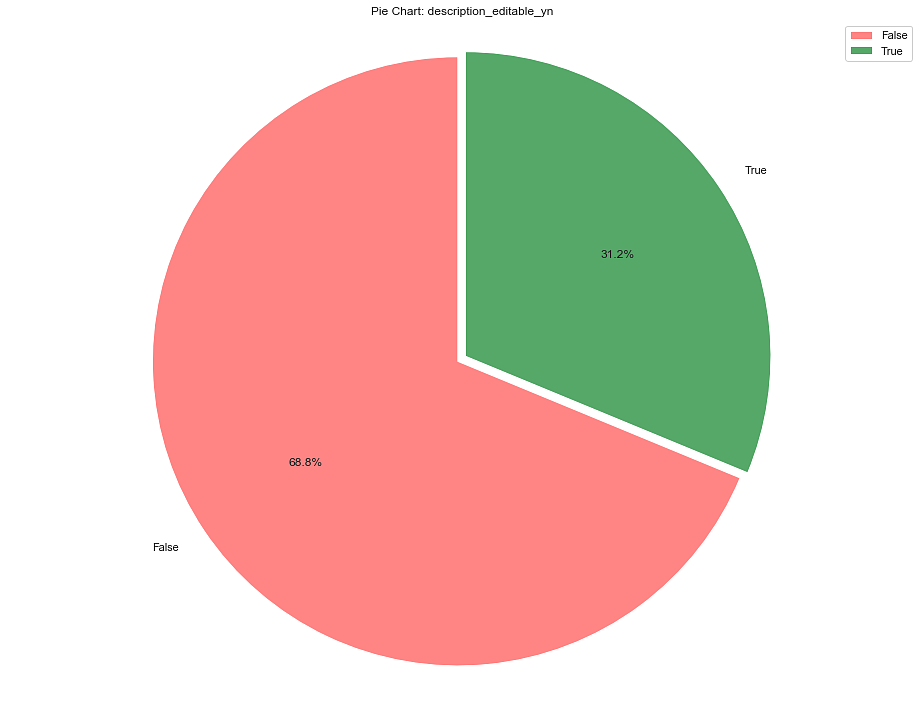 Pie Chart: description_editable_yn
False
True
True
31.2%
68.8%
False